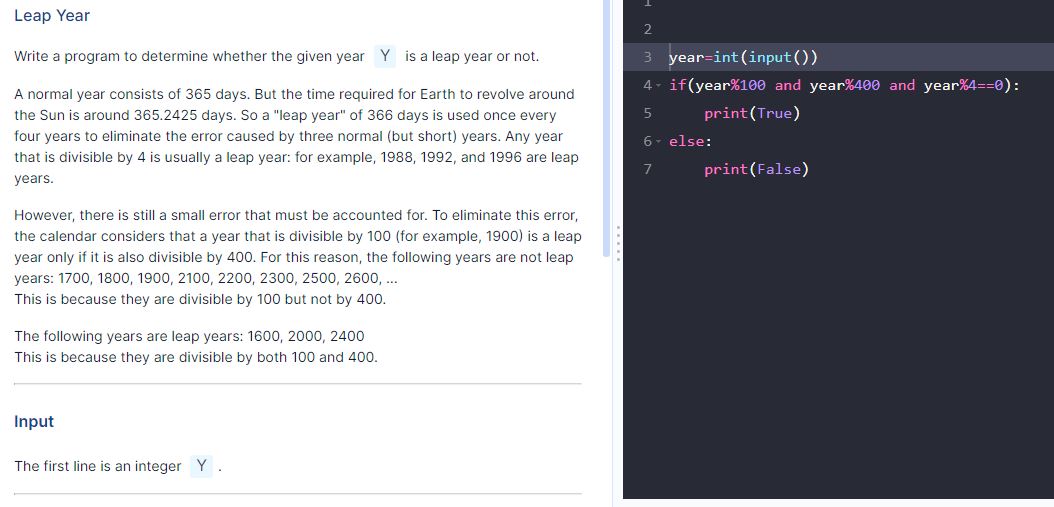 Leap Year
Write a program to determine whether the given year Y is a leap year or not.
A normal year consists of 365 days. But the time required for Earth to revolve around
the Sun is around 365.2425 days. So a "leap year" of 366 days is used once every
four years to eliminate the error caused by three normal (but short) years. Any year
that is divisible by 4 is usually a leap year: for example, 1988, 1992, and 1996 are leap
years.
However, there is still a small error that must be accounted for. To eliminate this error,
the calendar considers that a year that is divisible by 100 (for example, 1900) is a leap
year only if it is also divisible by 400. For this reason, the following years are not leap
years: 1700, 1800, 1900, 2100, 2200, 2300, 2500, 2600, ...
This is because they are divisible by 100 but not by 400.
The following years are leap years: 1600, 2000, 2400
This is because they are divisible by both 100 and 400.
Input
The first line is an integer Y .
1
2
3 year=int(input())
4 if(year%100 and year%400 and year%4==0):
5 print(True)
6 else:
7 print(False)